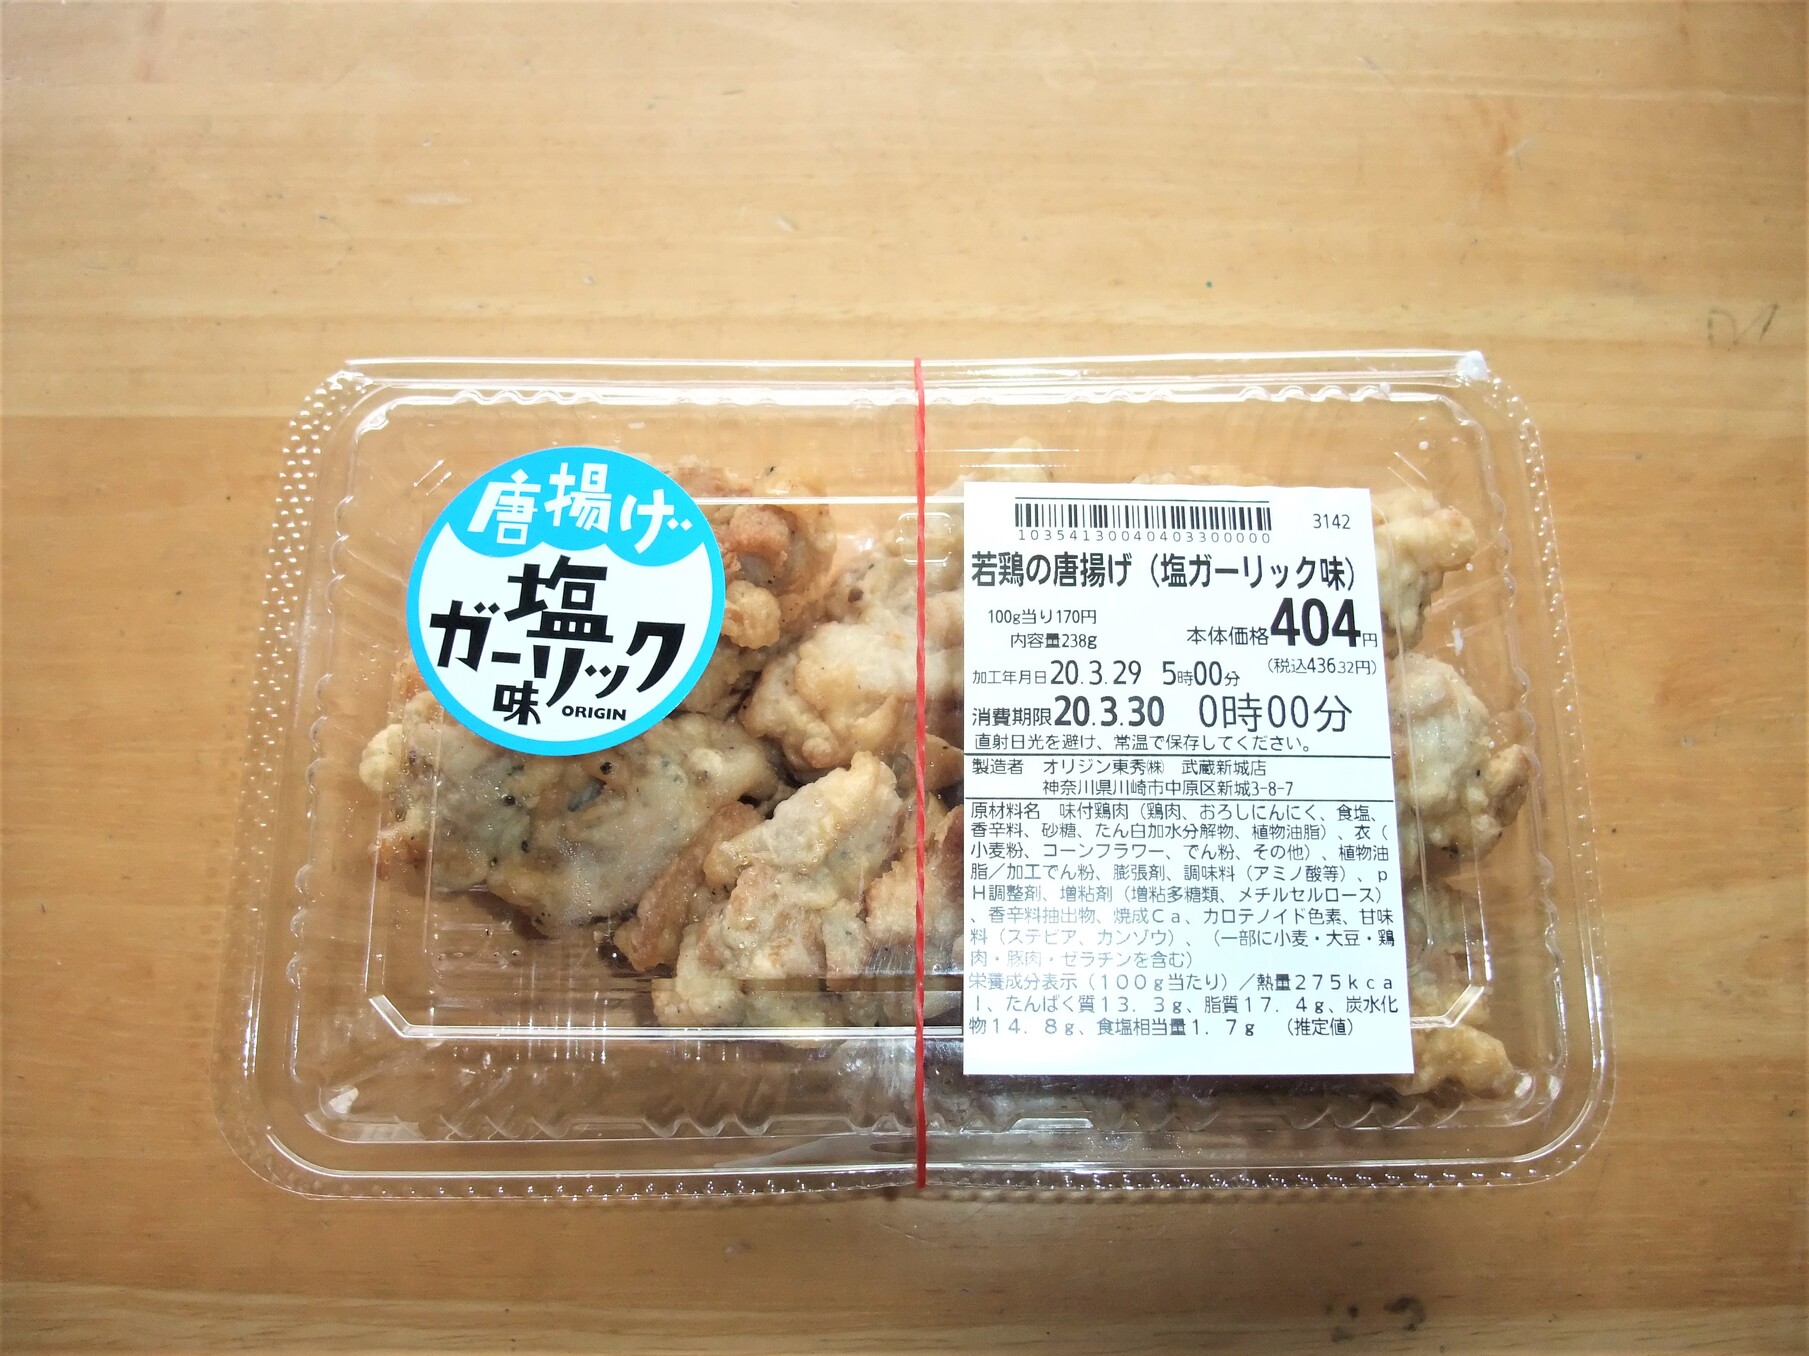 唐揚げ
塩
ガーリック
味
ORIGIN
3142
10354130040403300000
若鶏の唐揚げ（塩ガーリック味）
100g当り170円
内容量238g
本体価格404円
（税込436.32円）
加工年月日20.3.29 5時00分
消費期限20.3.30 0時00分
直射日光を避け、常温で保存してください。
製造者 オリジン東秀㈱ 武蔵新城店
神奈川県川崎市中原区新城3-8-7
原材料名 味付鶏肉（鶏肉、おろしにんにく、食塩、
香辛料、砂糖、たん白加水分解物、植物油脂）、衣（
小麦粉、コーンフラワー、でん粉、その他）、植物油
脂／加工でん粉、膨張剤、調味料（アミノ酸等）、ｐ
Ｈ調整剤、増粘剤（増粘多糖類、メチルセルロース）
、香辛料抽出物、焼成Ｃａ、カロテノイド色素、甘味
料（ステビア、カンゾウ）、（一部に小麦・大豆・鶏
肉・豚肉・ゼラチンを含む）
栄養成分表示（１００ｇ当たり）／熱量２７５ｋｃａ
ｌ、たんぱく質１３．３ｇ、脂質１７．４ｇ、炭水化
物１４．８ｇ、食塩相当量１．７ｇ （推定値）